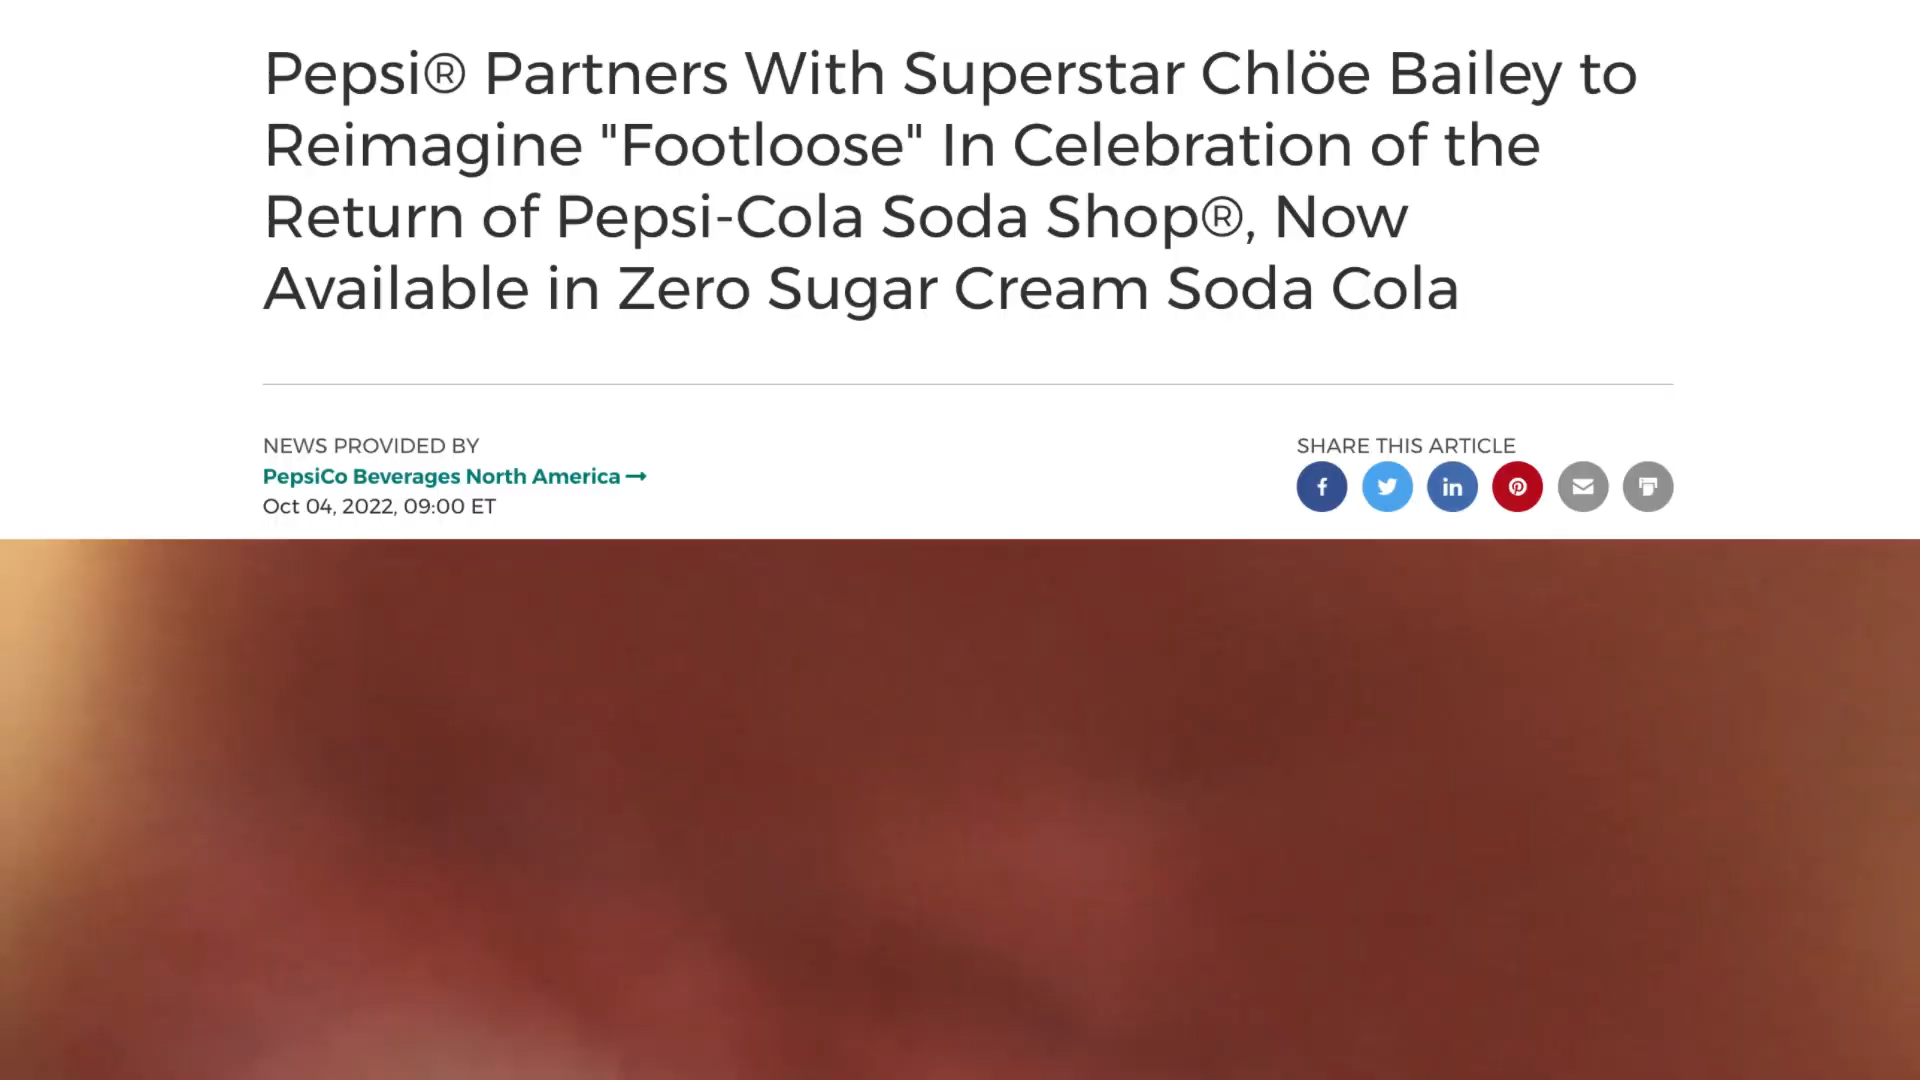 Pepsi® Partners With Superstar Chlöe Bailey to
Reimagine "Footloose" In Celebration of the
Return of Pepsi-Cola Soda Shop®, Now
Available in Zero Sugar Cream Soda Cola
NEWS PROVIDED BY
PepsiCo Beverages North America
Oct 04, 2022, 09:00 ET
SHARE THIS ARTICLE